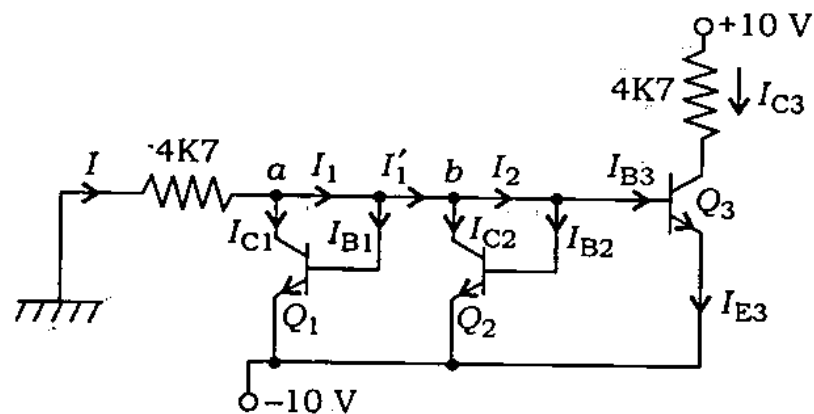 +10 V
4K7
I_C3
I
4K7
a
I_1
I'_1
b
I_2
I_B3
Q_3
I_C1
I_B1
I_C2
I_B2
Q_1
Q_2
I_E3
–10 V